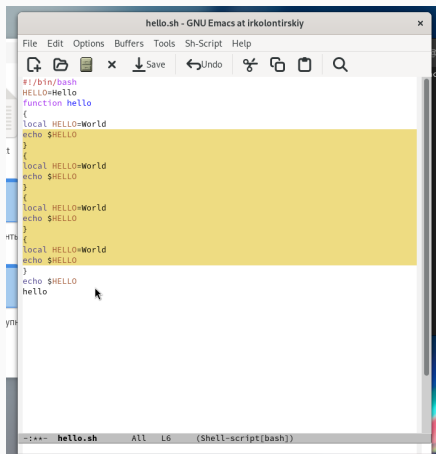 hello.sh - GNU Emacs at irkolontirskiy
File Edit Options Buffers Tools Sh-Script Help
Save Undo
#!/bin/bash
HELLO=Hello
function hello
{
local HELLO=World
echo $HELLO
}
{
local HELLO=World
echo $HELLO
}
{
local HELLO=World
echo $HELLO
}
{
local HELLO=World
echo $HELLO
}
echo $HELLO
hello
-:**- hello.sh All L6 (Shell-script[bash])